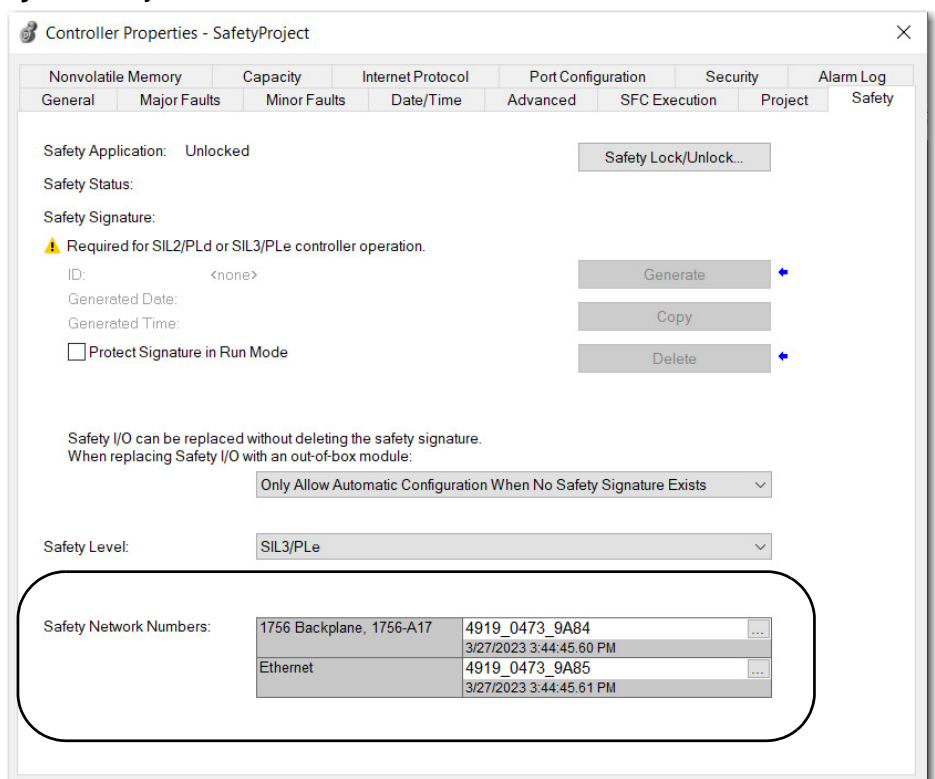 Controller Properties - SafetyProject
Nonvolatile Memory Capacity Internet Protocol Port Configuration Security Alarm Log
General Major Faults Minor Faults Date/Time Advanced SFC Execution Project Safety
Safety Application: Unlocked Safety Lock/Unlock...
Safety Status:
Safety Signature:
Required for SIL2/PLd or SIL3/PLe controller operation.
ID: <none> Generate
Generated Date:
Generated Time: Copy
Protect Signature in Run Mode Delete
Safety I/O can be replaced without deleting the safety signature.
When replacing Safety I/O with an out-of-box module:
Only Allow Automatic Configuration When No Safety Signature Exists
Safety Level: SIL3/PLe
Safety Network Numbers: 1756 Backplane, 1756-A17 4919_0473_9A84 ...
3/27/2023 3:44:45.60 PM
Ethernet 4919_0473_9A85 ...
3/27/2023 3:44:45.61 PM